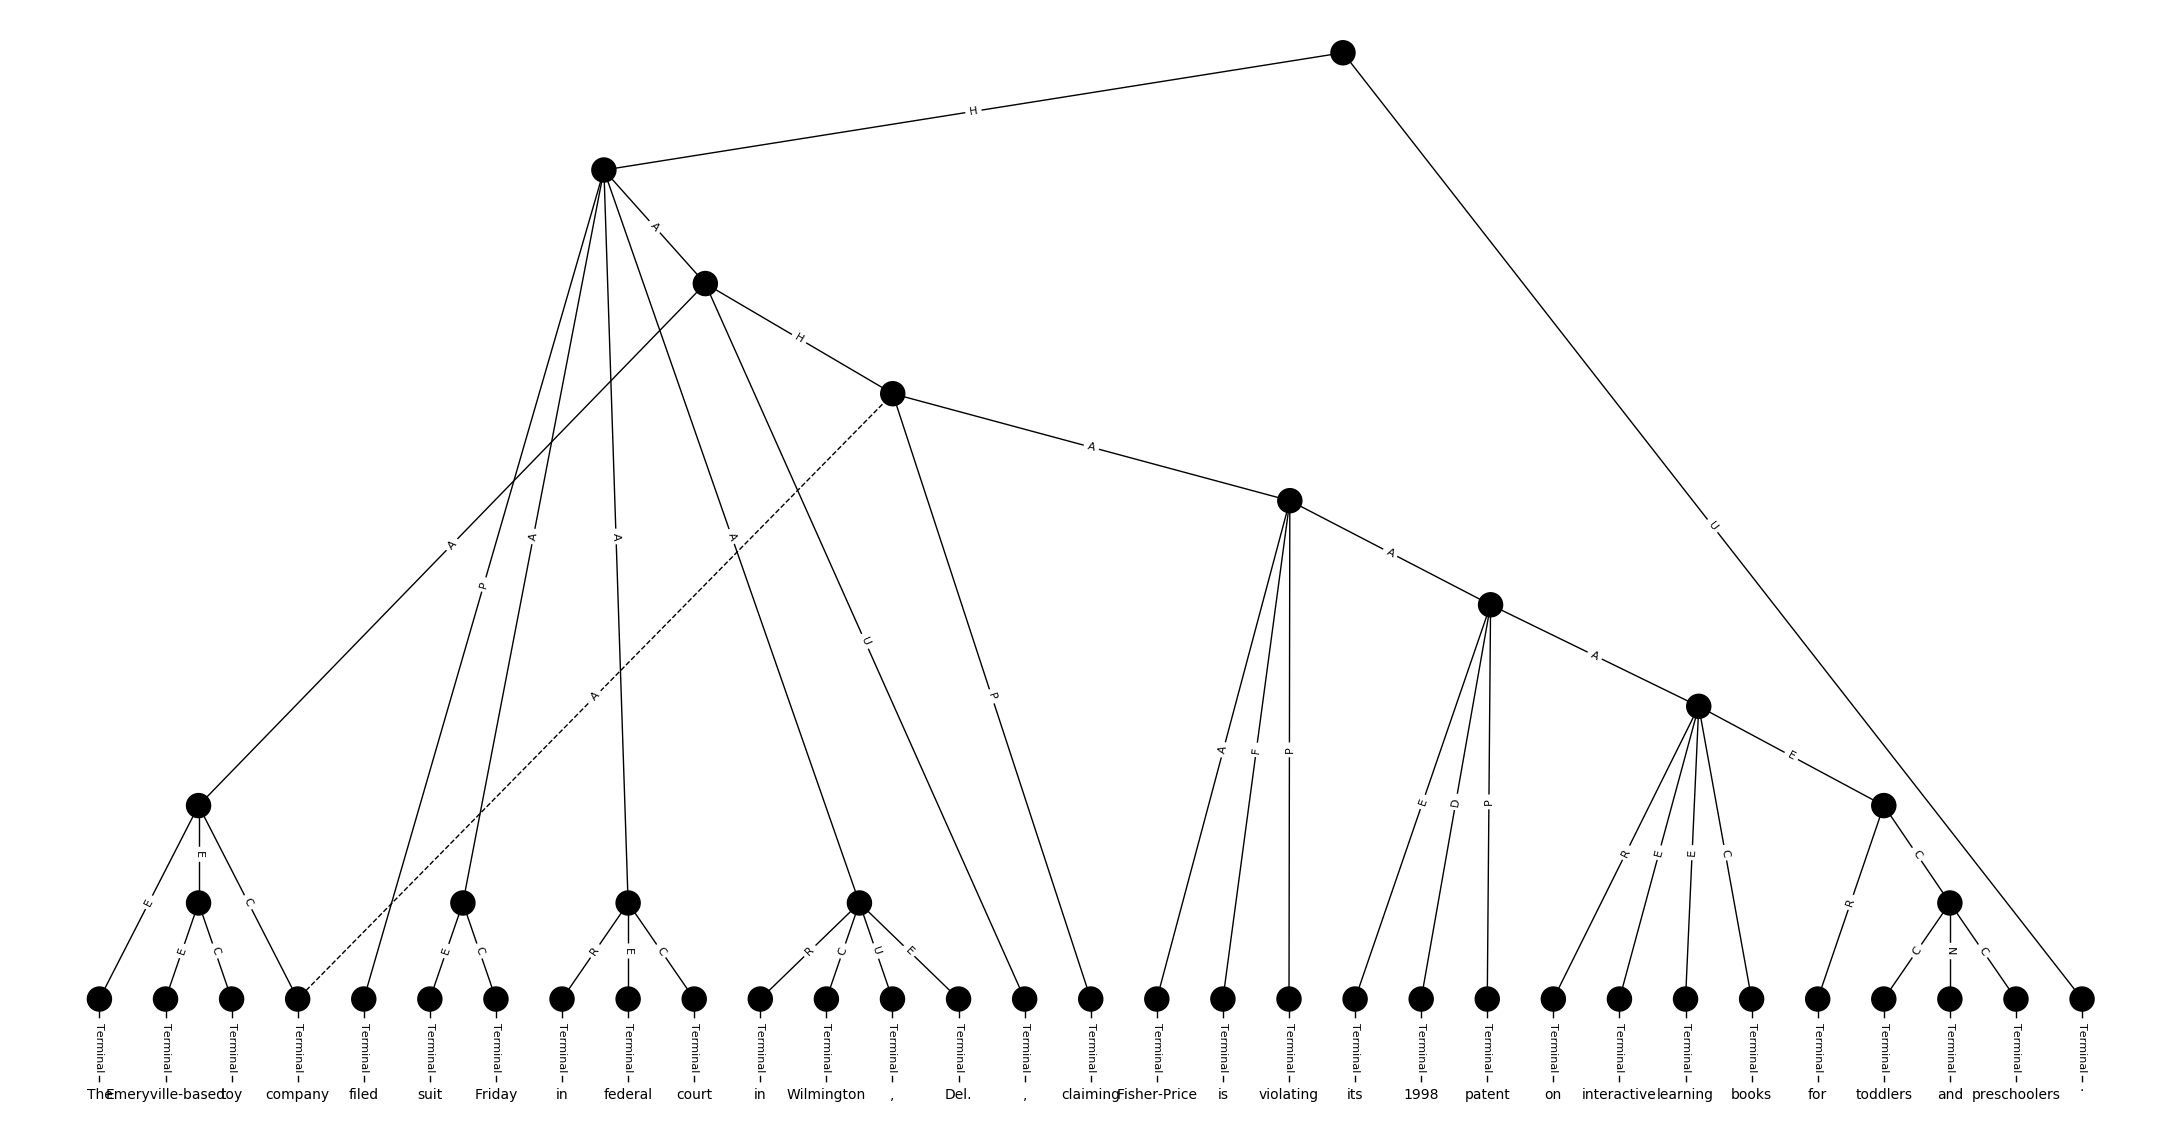 H
A
H
A
U
A
A
A
A
A
P
U
A
A
P
A
F
P
E
E
D
P
E
R
E
E
C
C
E
C
R
E
C
E
C
R
E
C
R
C
U
E
C
N
C
Terminal Terminal Terminal Terminal Terminal Terminal Terminal Terminal Terminal Terminal Terminal Terminal Terminal Terminal Terminal Terminal Terminal Terminal Terminal Terminal Terminal Terminal Terminal Terminal Terminal Terminal Terminal Terminal Terminal Terminal Terminal
The Emeryville-based toy company filed suit Friday in federal court in Wilmington , Del. , claiming Fisher-Price is violating its 1998 patent on interactive learning books for toddlers and preschoolers .